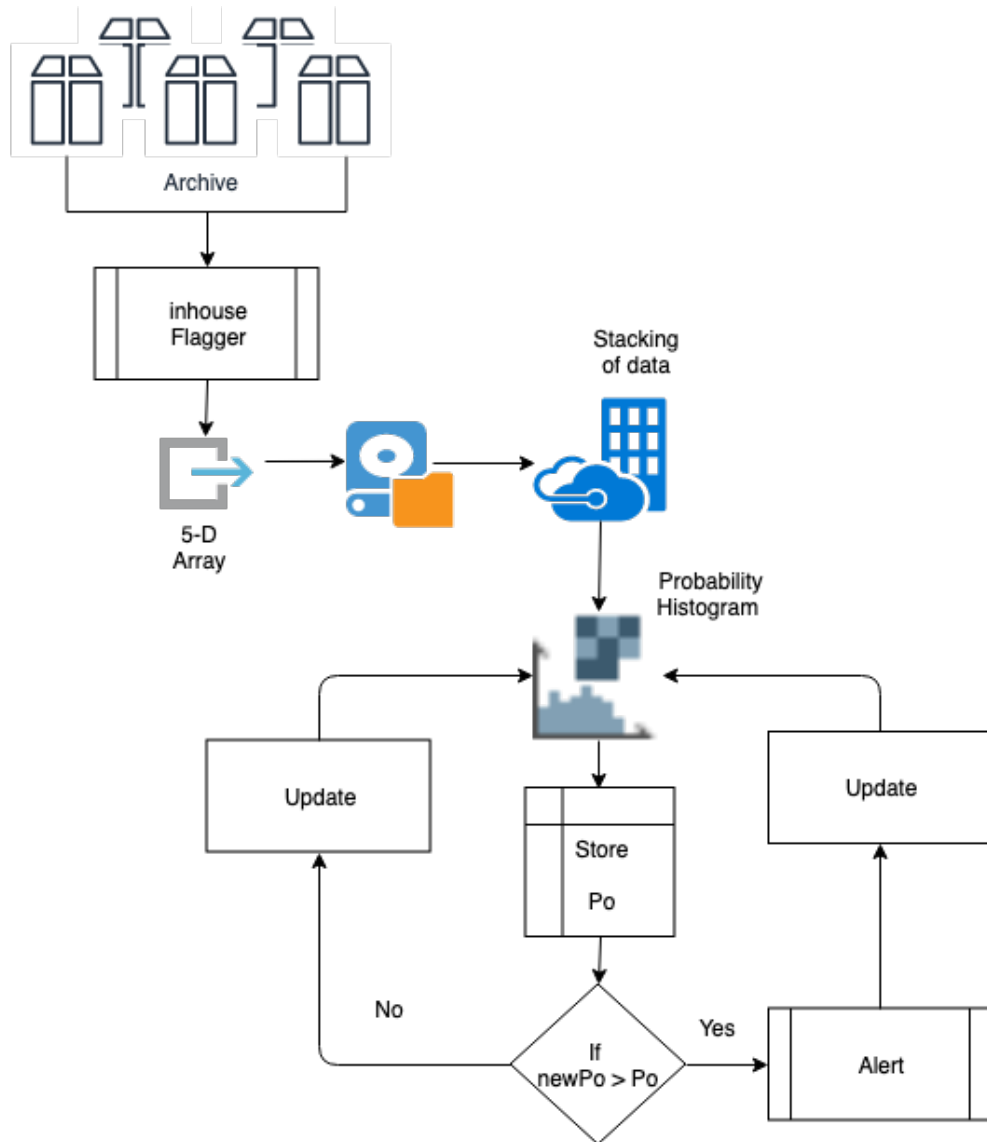 Archive
inhouse
Flagger
Stacking
of data
5-D
Array
Probability
Histogram
Update
Update
Store
Po
No
Yes
If
newPo > Po
Alert